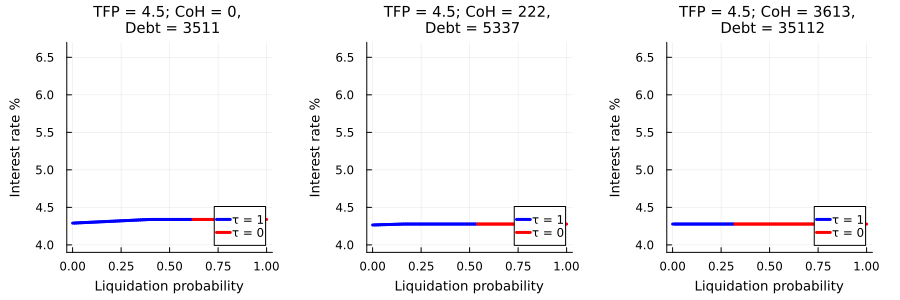 TFP = 4.5; CoH = 0,
Debt = 3511
Interest rate %
6.5
6.0
5.5
5.0
4.5
4.0
τ = 1
τ = 0
0.00 0.25 0.50 0.75 1.00
Liquidation probability
TFP = 4.5; CoH = 222,
Debt = 5337
Interest rate %
6.5
6.0
5.5
5.0
4.5
4.0
τ = 1
τ = 0
0.00 0.25 0.50 0.75 1.00
Liquidation probability
TFP = 4.5; CoH = 3613,
Debt = 35112
Interest rate %
6.5
6.0
5.5
5.0
4.5
4.0
τ = 1
τ = 0
0.00 0.25 0.50 0.75 1.00
Liquidation probability